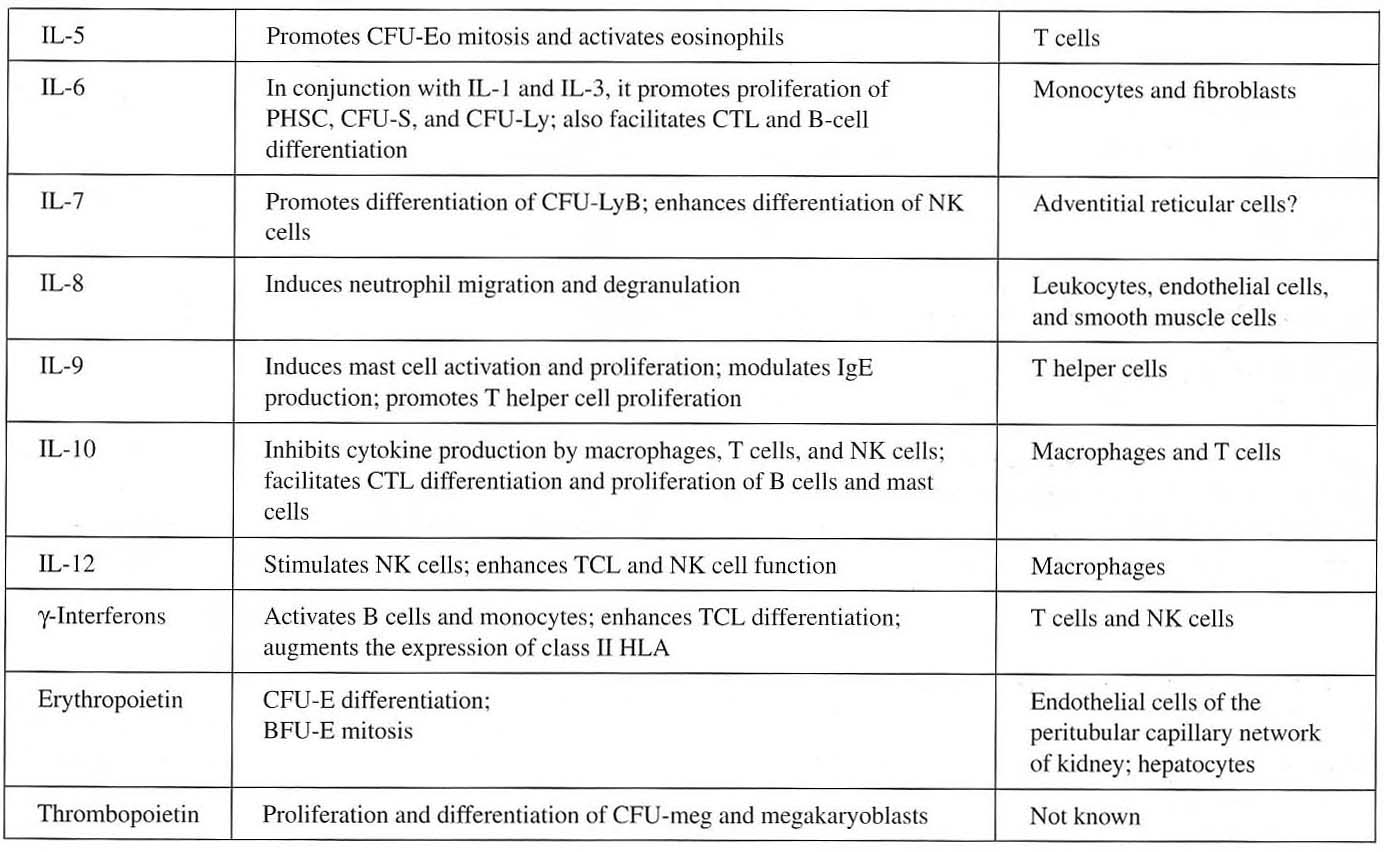 IL-5
Promotes CFU-Eo mitosis and activates eosinophils
T cells
IL-6
In conjunction with IL-1 and IL-3, it promotes proliferation of
PHSC, CFU-S, and CFU-Ly; also facilitates CTL and B-cell
differentiation
Monocytes and fibroblasts
IL-7
Promotes differentiation of CFU-LyB; enhances differentiation of NK
cells
Adventitial reticular cells?
IL-8
Induces neutrophil migration and degranulation
Leukocytes, endothelial cells,
and smooth muscle cells
IL-9
Induces mast cell activation and proliferation; modulates IgE
production; promotes T helper cell proliferation
T helper cells
IL-10
Inhibits cytokine production by macrophages, T cells, and NK cells;
facilitates CTL differentiation and proliferation of B cells and mast
cells
Macrophages and T cells
IL-12
Stimulates NK cells; enhances TCL and NK cell function
Macrophages
γ-Interferons
Activates B cells and monocytes; enhances TCL differentiation;
augments the expression of class II HLA
T cells and NK cells
Erythropoietin
CFU-E differentiation;
BFU-E mitosis
Endothelial cells of the
peritubular capillary network
of kidney; hepatocytes
Thrombopoietin
Proliferation and differentiation of CFU-meg and megakaryoblasts
Not known